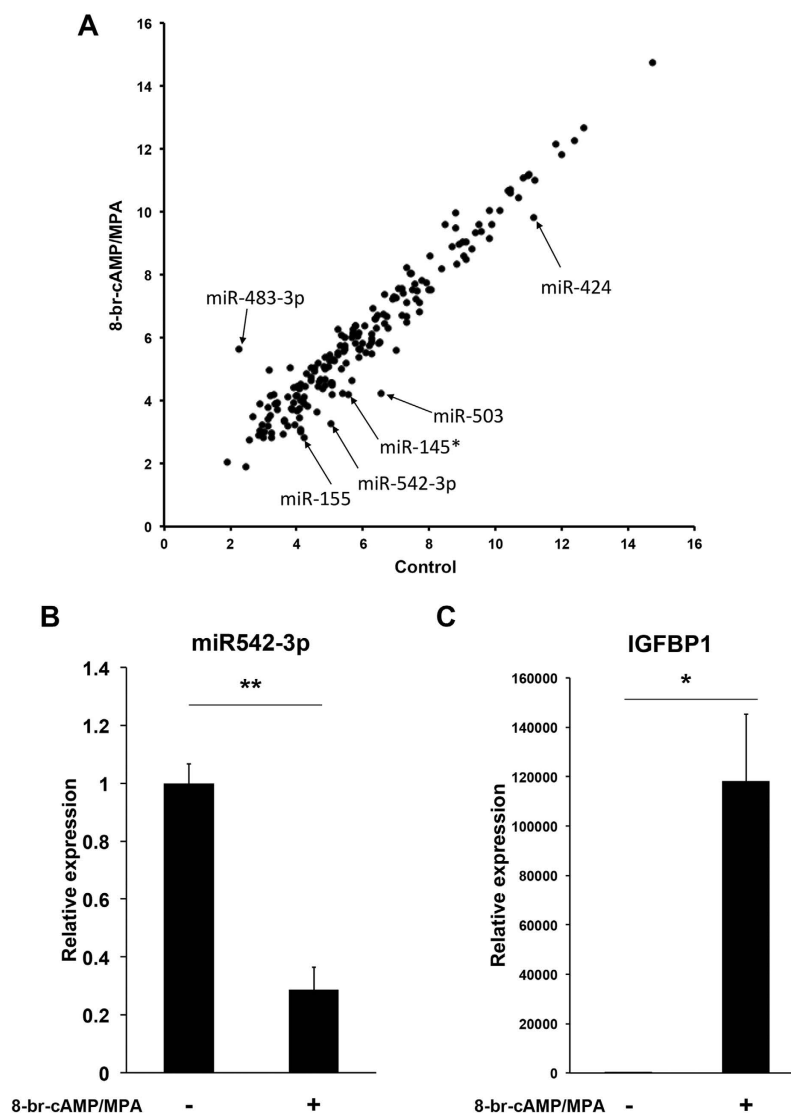 A
16
14
12
10
8
6
4
2
0
8-br-cAMP/MPA
miR-483-3p
miR-424
miR-503
miR-145*
miR-542-3p
miR-155
0 2 4 6 8 10 12 14 16
Control
B
miR542-3p
1.4
1.2
1
0.8
0.6
0.4
0.2
0
Relative expression
**
8-br-cAMP/MPA - +
C
IGFBP1
160000
140000
120000
100000
80000
60000
40000
20000
0
Relative expression
*
8-br-cAMP/MPA - +